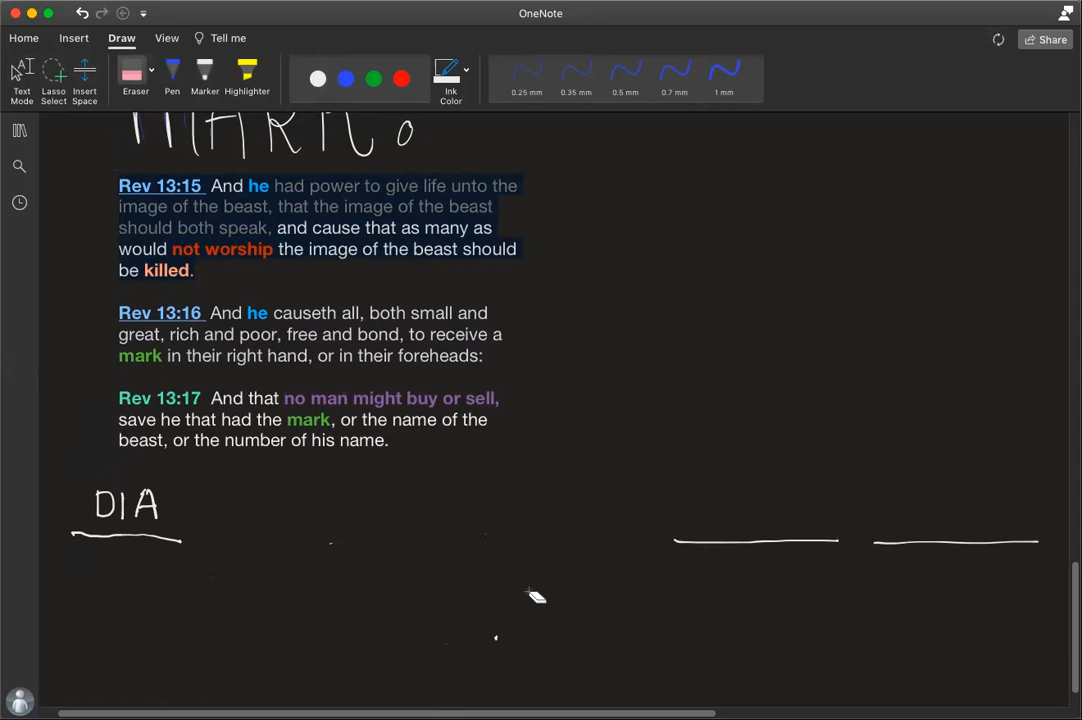 OneNote
Home Insert Draw View Tell me
Share
Text Mode
Lasso Select
Insert Space
Eraser
Pen
Marker
Highlighter
Ink Color
0.25 mm
0.35 mm
0.5 mm
0.7 mm
1 mm
Rev 13:15 And he had power to give life unto the
image of the beast, that the image of the beast
should both speak, and cause that as many as
would not worship the image of the beast should
be killed.
Rev 13:16 And he causeth all, both small and
great, rich and poor, free and bond, to receive a
mark in their right hand, or in their foreheads:
Rev 13:17 And that no man might buy or sell,
save he that had the mark, or the name of the
beast, or the number of his name.
DIA